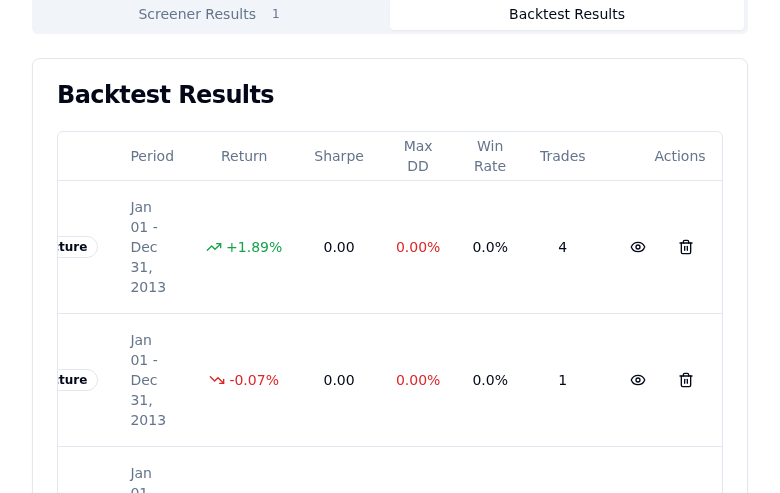 Screener Results 1 Backtest Results
Backtest Results
Period Return Sharpe Max DD Win Rate Trades Actions
Jan
01 -
Dec
31,
2013
ture +1.89% 0.00 0.00% 0.0% 4
Jan
01 -
Dec
31,
2013
ture -0.07% 0.00 0.00% 0.0% 1
Jan
01